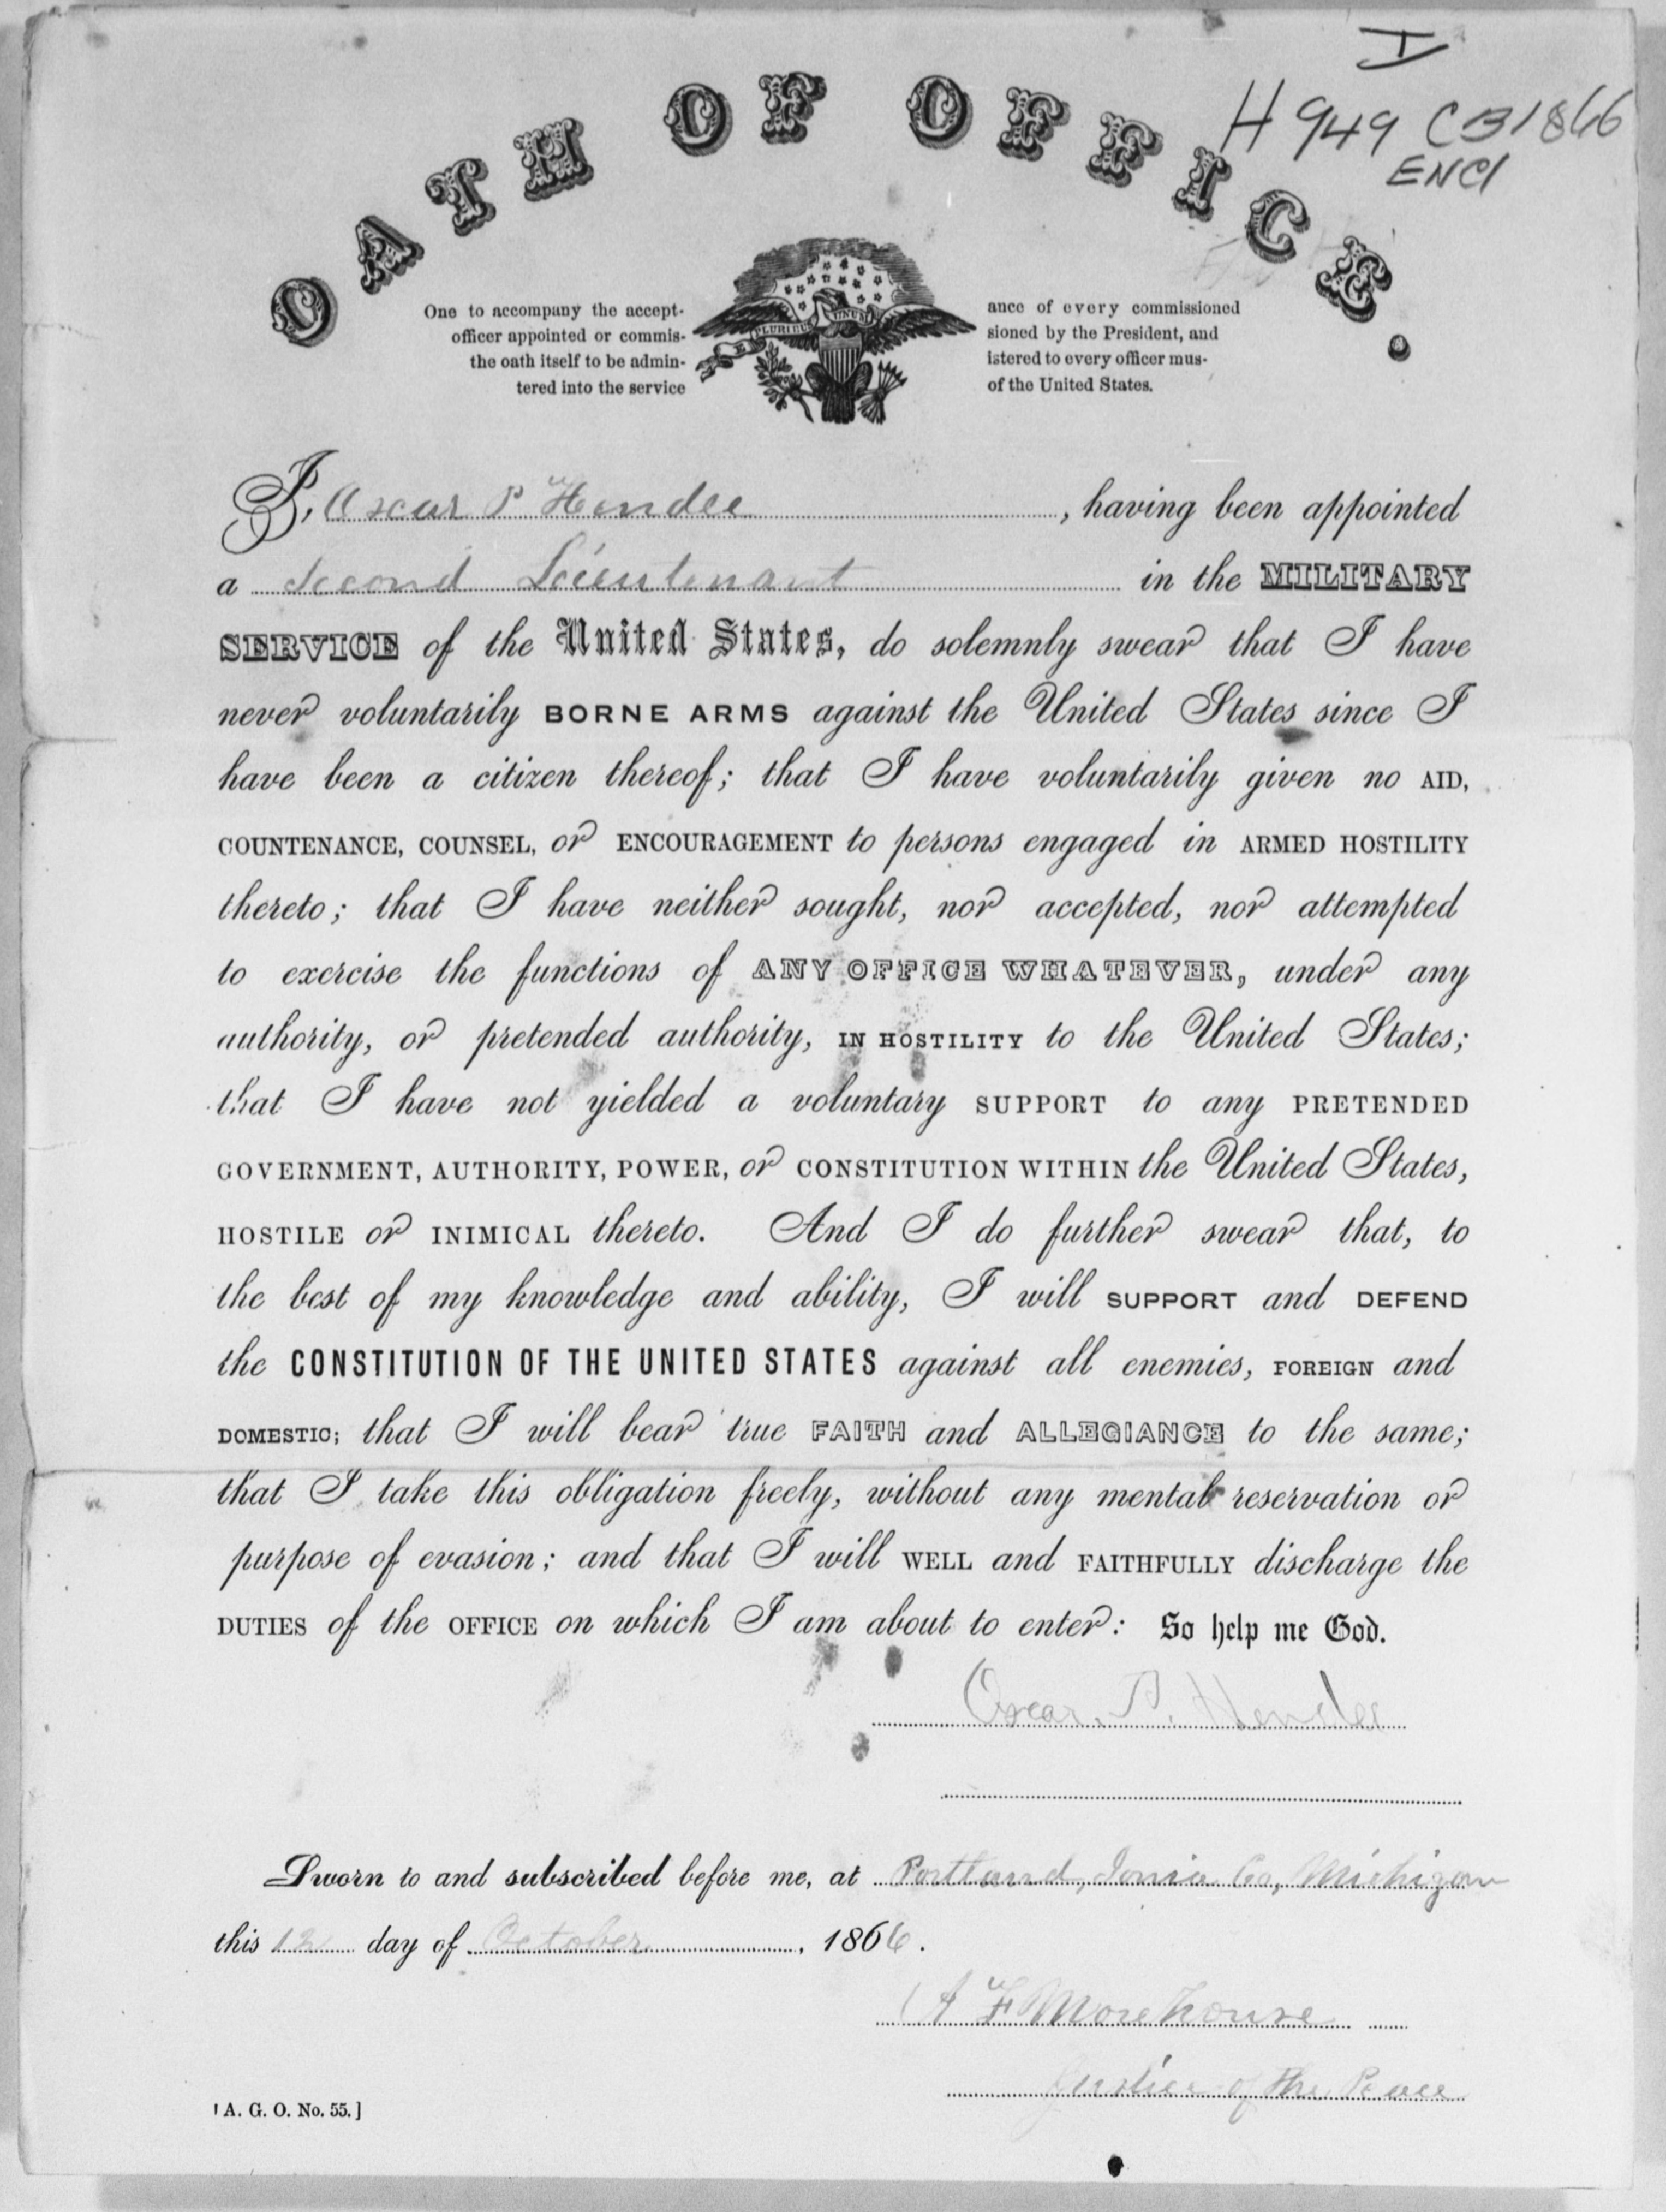 I
H 949 CB 1866
ENCl
OATH OF OFFICE.
One to accompany the accept- ance of every commissioned
officer appointed or commis- sioned by the President, and
the oath itself to be admin- istered to every officer mus-
tered into the service of the United States.
E PLURIBUS UNUM
I, Oscar P Hendee, having been appointed
a Second Lieutenant in the MILITARY
SERVICE of the United States, do solemnly swear that I have
never voluntarily BORNE ARMS against the United States since I
have been a citizen thereof; that I have voluntarily given no AID,
COUNTENANCE, COUNSEL, or ENCOURAGEMENT to persons engaged in ARMED HOSTILITY
thereto; that I have neither sought, nor accepted, nor attempted
to exercise the functions of ANY OFFICE WHATEVER, under any
authority, or pretended authority, IN HOSTILITY to the United States;
that I have not yielded a voluntary SUPPORT to any PRETENDED
GOVERNMENT, AUTHORITY, POWER, or CONSTITUTION WITHIN the United States,
HOSTILE or INIMICAL thereto. And I do further swear that, to
the best of my knowledge and ability, I will SUPPORT and DEFEND
the CONSTITUTION OF THE UNITED STATES against all enemies, FOREIGN and
DOMESTIC; that I will bear true FAITH and ALLEGIANCE to the same;
that I take this obligation freely, without any mental reservation or
purpose of evasion; and that I will WELL and FAITHFULLY discharge the
DUTIES of the OFFICE on which I am about to enter: So help me God.
Oscar. P. Hendee
Sworn to and subscribed before me, at Portland, Ionia Co, Michigan
this 12 day of October, 1866.
A F Morehouse
Justice of the Peace
[A. G. O. No. 55.]